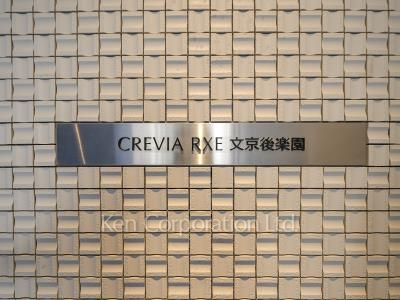 CREVIA RXE 文京後楽園
Ken Corporation Ltd.